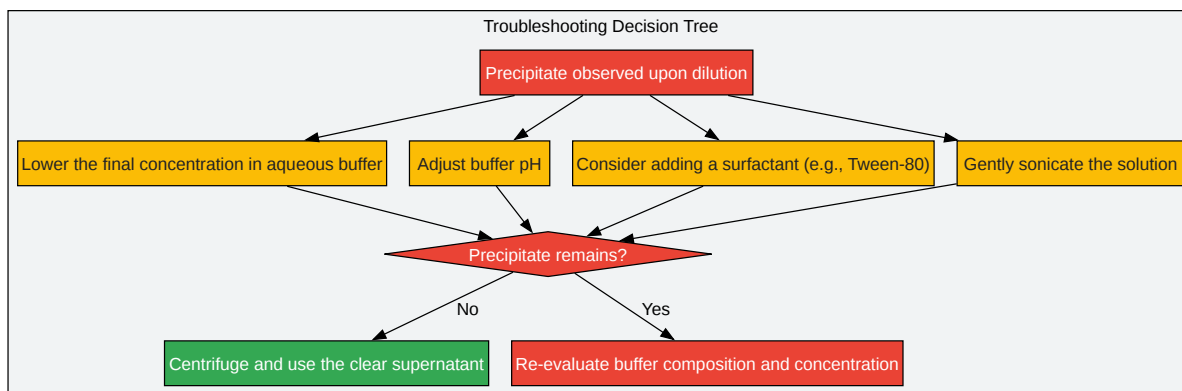 Troubleshooting Decision Tree
Precipitate observed upon dilution
Lower the final concentration in aqueous buffer
Adjust buffer pH
Consider adding a surfactant (e.g., Tween-80)
Gently sonicate the solution
Precipitate remains?
No
Yes
Centrifuge and use the clear supernatant
Re-evaluate buffer composition and concentration